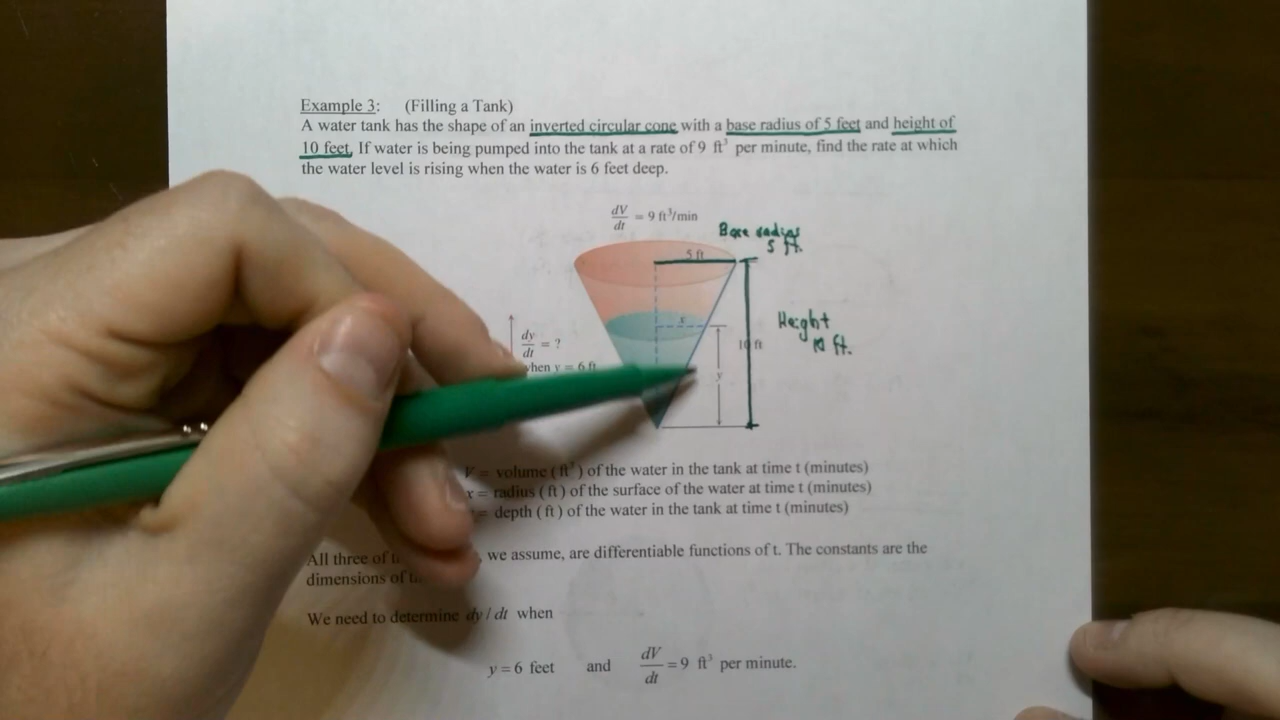 Example 3: (Filling a Tank)
A water tank has the shape of an inverted circular cone with a base radius of 5 feet and height of
10 feet. If water is being pumped into the tank at a rate of 9 ft³ per minute, find the rate at which
the water level is rising when the water is 6 feet deep.
dV/dt = 9 ft³/min
Base radius
5 ft.
5 ft
x
Height
10 ft.
10 ft
dy/dt = ?
when y = 6 ft
y
V = volume ( ft³ ) of the water in the tank at time t (minutes)
x = radius ( ft ) of the surface of the water at time t (minutes)
= depth ( ft ) of the water in the tank at time t (minutes)
All three of , we assume, are differentiable functions of t. The constants are the
dimensions of
We need to determine dy / dt when
y = 6 feet and dV/dt = 9 ft³ per minute.